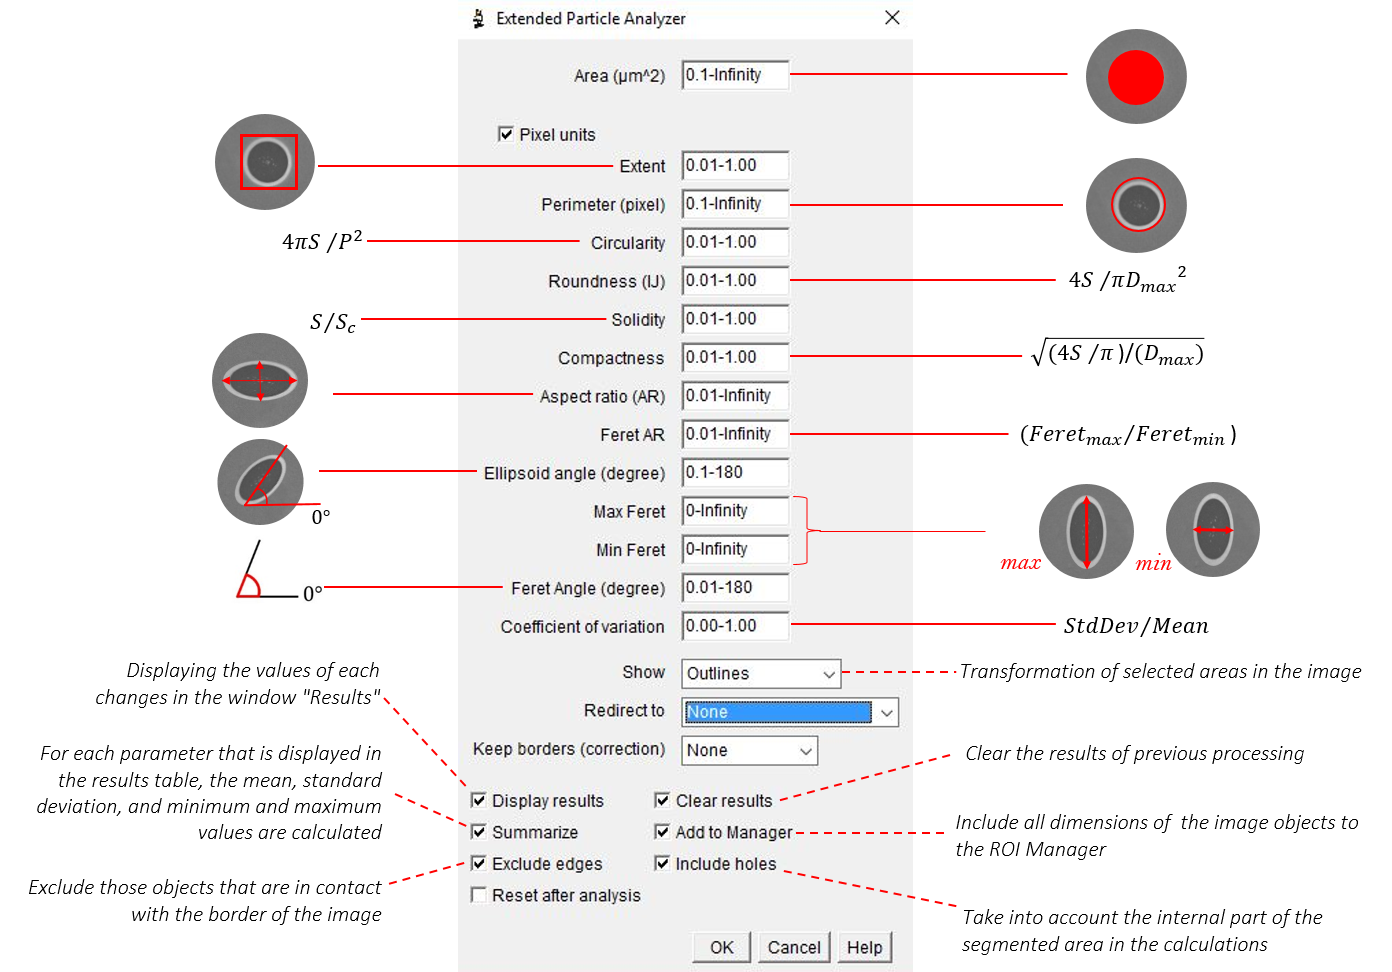 Extended Particle Analyzer
Area (µm^2) 0.1-Infinity
Pixel units
Extent 0.01-1.00
Perimeter (pixel) 0.1-Infinity
4πS /P²
Circularity 0.01-1.00
Roundness (IJ) 0.01-1.00
4S /πD_max²
S/S_c
Solidity 0.01-1.00
Compactness 0.01-1.00
√(4S /π )/(D_max)
Aspect ratio (AR) 0.01-Infinity
Feret AR 0.01-Infinity
(Feret_max/Feret_min )
Ellipsoid angle (degree) 0.1-180
0°
Max Feret 0-Infinity
Min Feret 0-Infinity
max
min
0°
Feret Angle (degree) 0.01-180
Coefficient of variation 0.00-1.00
StdDev/Mean
Displaying the values of each
changes in the window "Results"
Show Outlines
Transformation of selected areas in the image
Redirect to None
Keep borders (correction) None
For each parameter that is displayed in
the results table, the mean, standard
deviation, and minimum and maximum
values are calculated
Clear the results of previous processing
Display results
Clear results
Summarize
Add to Manager
Include all dimensions of the image objects to
the ROI Manager
Exclude edges
Include holes
Exclude those objects that are in contact
with the border of the image
Reset after analysis
Take into account the internal part of the
segmented area in the calculations
OK
Cancel
Help